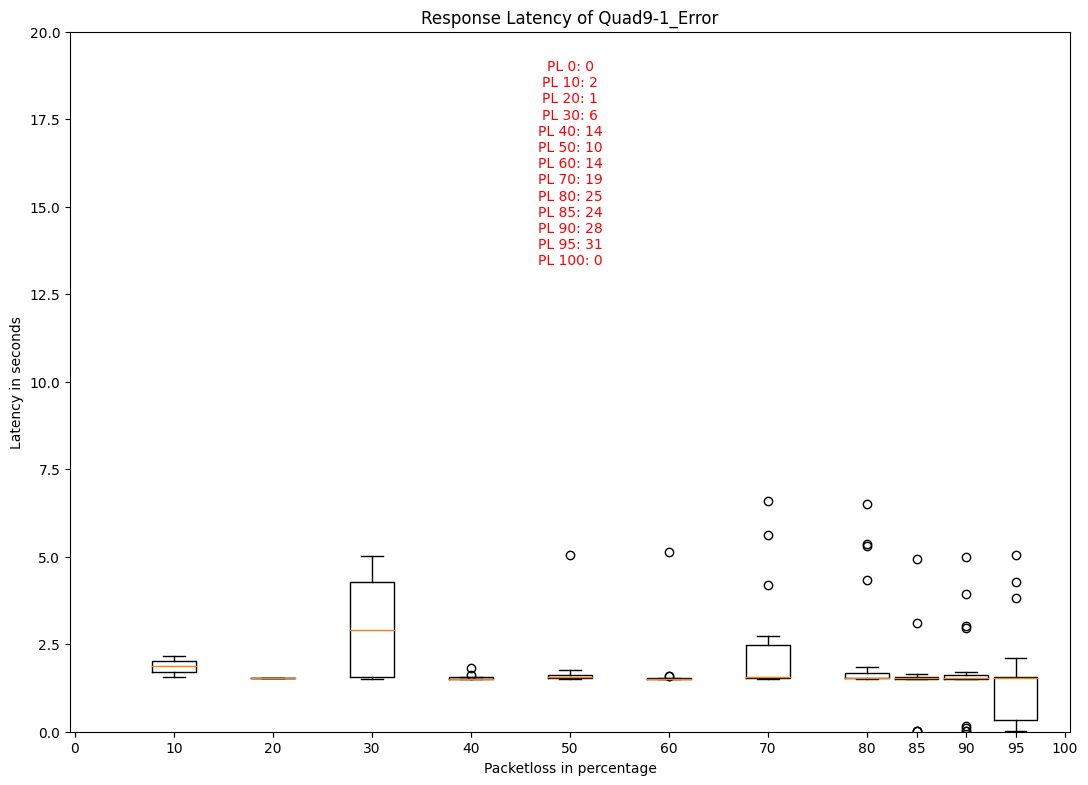 Response Latency of Quad9-1_Error
20.0
17.5
15.0
12.5
10.0
7.5
5.0
2.5
0.0
Latency in seconds
PL 0: 0
PL 10: 2
PL 20: 1
PL 30: 6
PL 40: 14
PL 50: 10
PL 60: 14
PL 70: 19
PL 80: 25
PL 85: 24
PL 90: 28
PL 95: 31
PL 100: 0
0 10 20 30 40 50 60 70 80 85 90 95 100
Packetloss in percentage